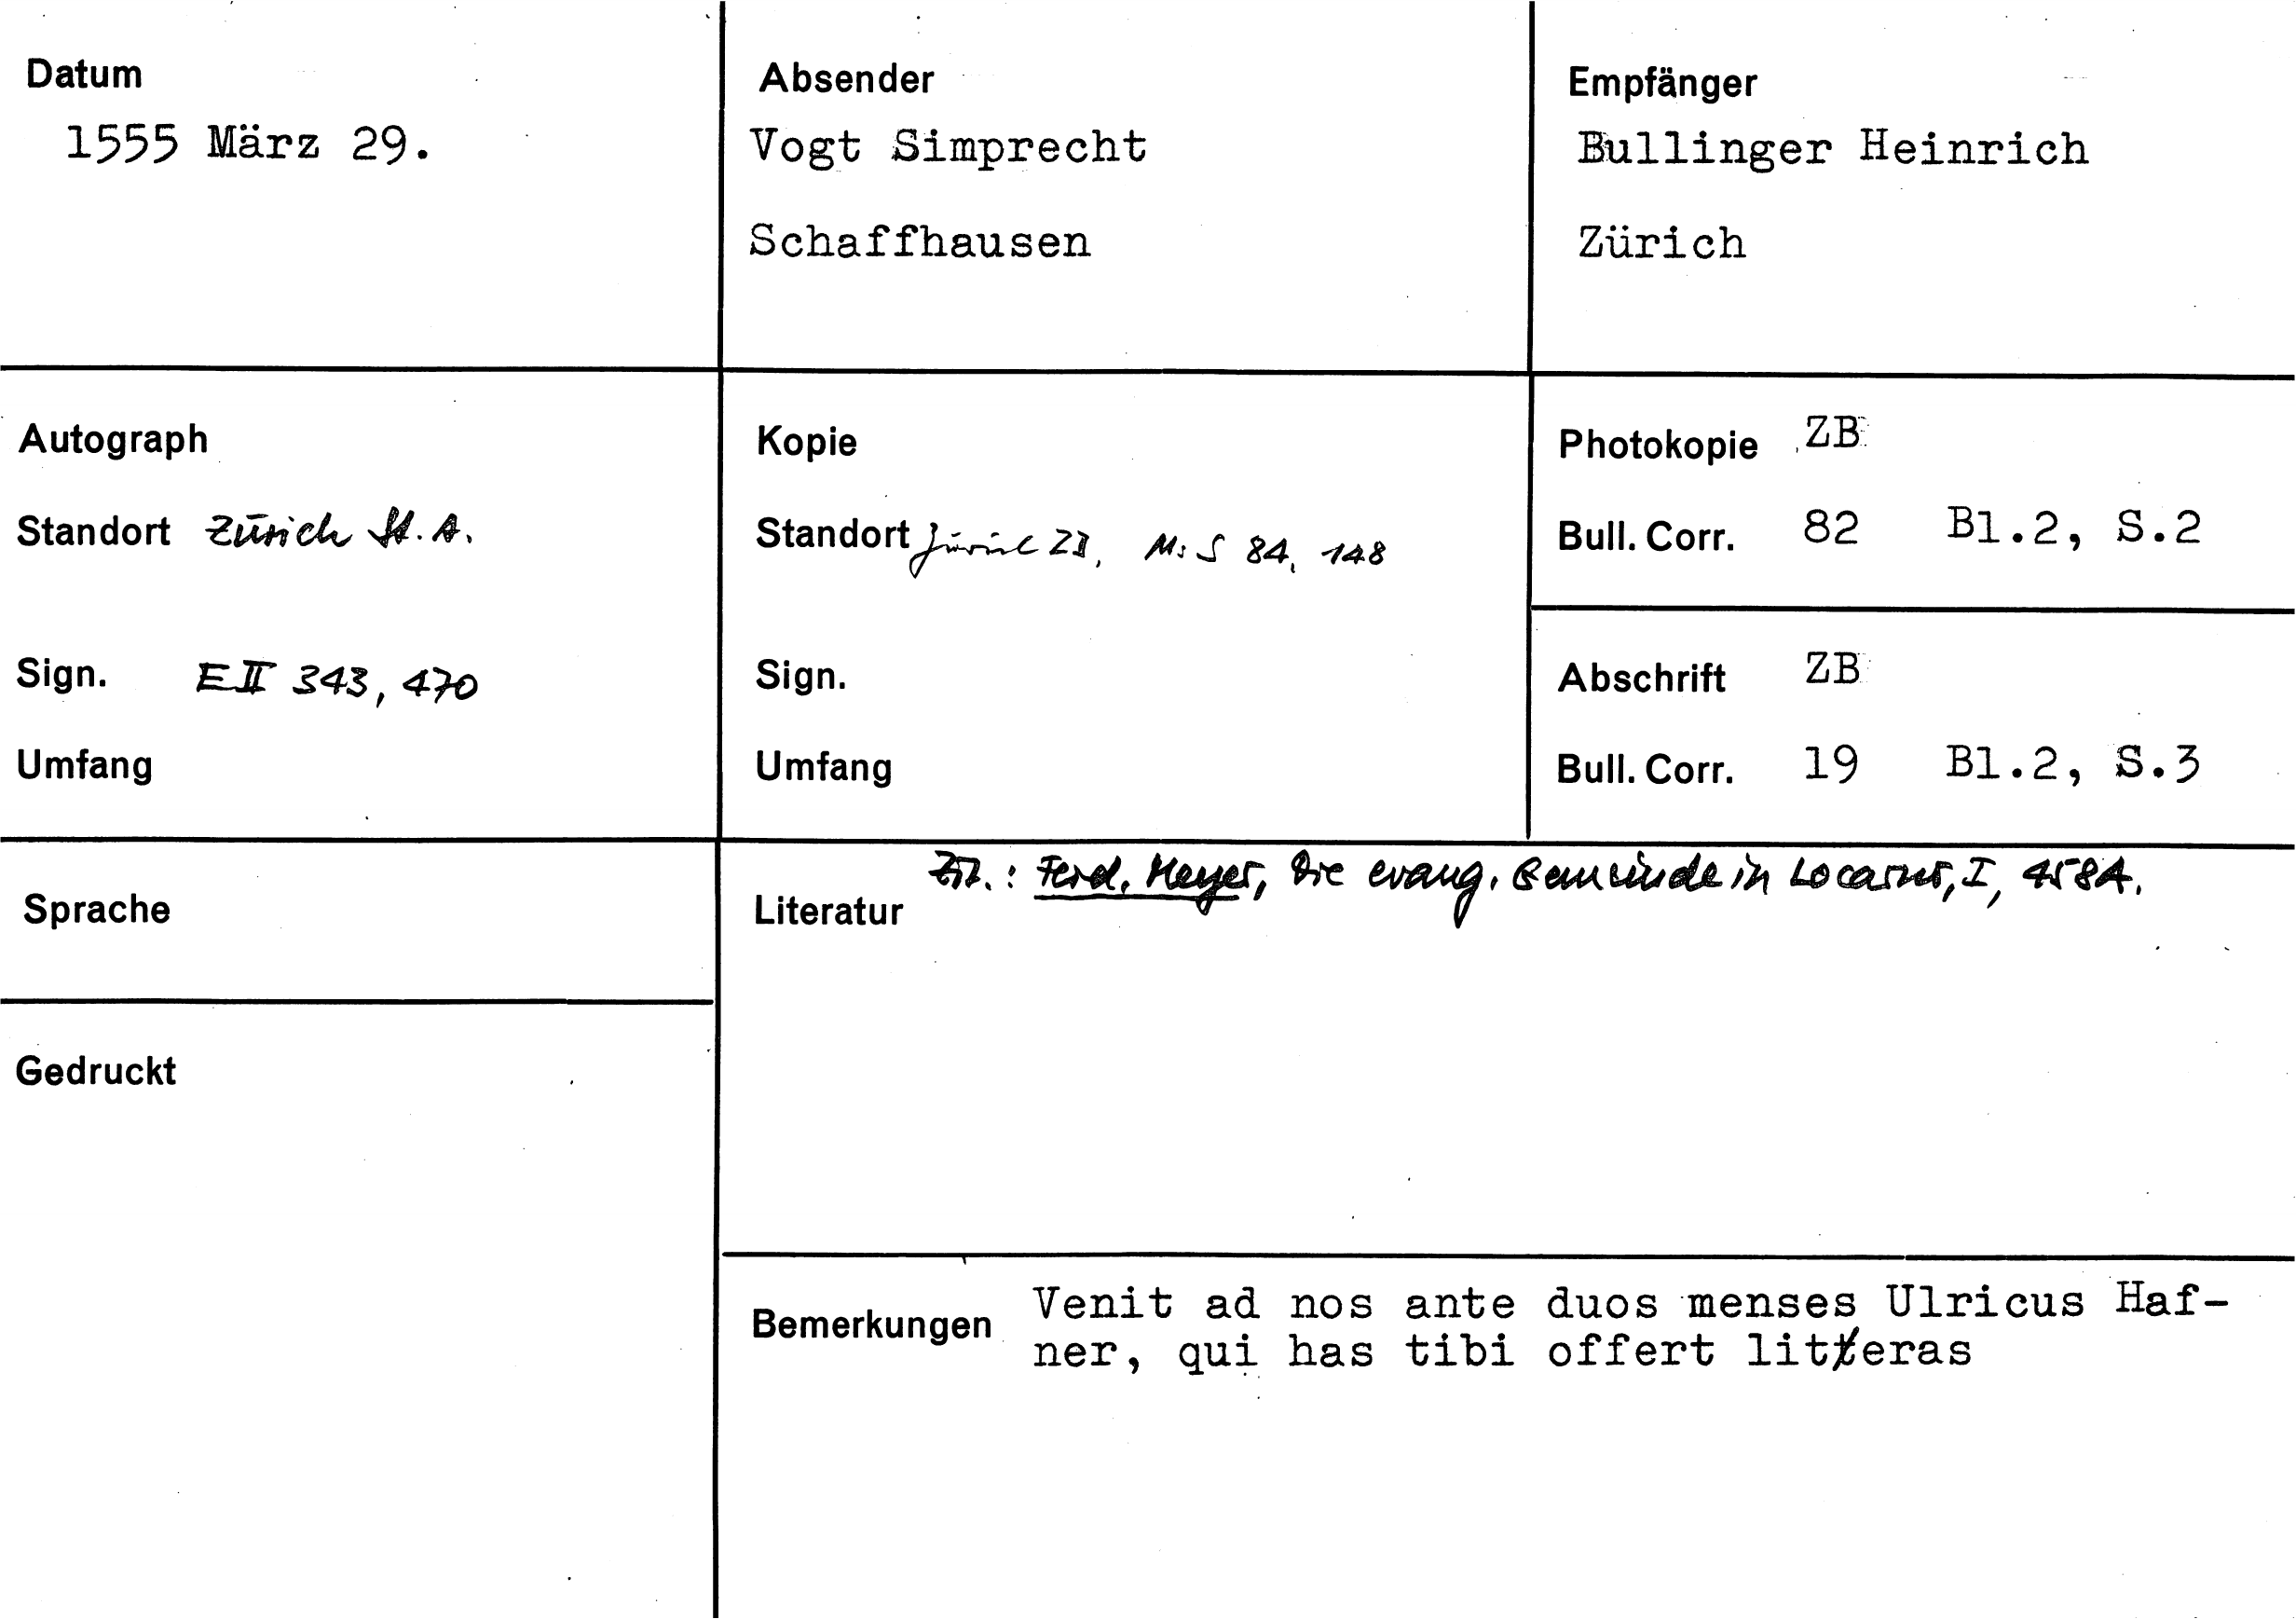 Datum
1555 März 29.
Absender
Vogt Simprecht
Schaffhausen
Empfänger
Bullinger Heinrich
Zürich
Autograph
Standort Zürich St. A.
Sign. E II 343, 470
Umfang
Kopie
Standort Zürich ZB, Ms S 84, 148
Sign.
Umfang
Photokopie ZB
Bull. Corr. 82 Bl.2, S.2
Abschrift ZB
Bull. Corr. 19 Bl.2, S.3
Sprache
Gedruckt
Zit.: Ferd. Meyer, Die evang. Gemeinde in Locarno, I, 458A.
Literatur
Bemerkungen Venit ad nos ante duos menses Ulricus Haf-
ner, qui has tibi offert litteras